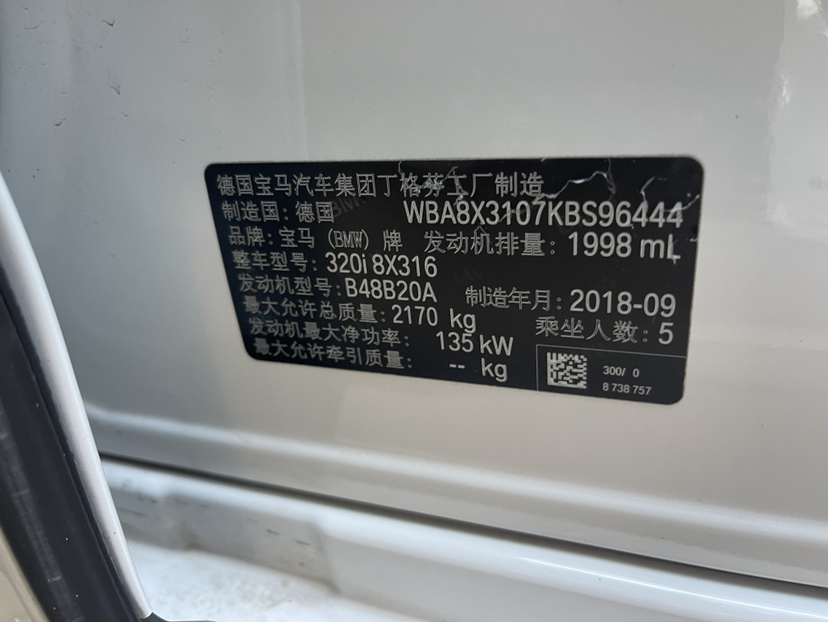 德国宝马汽车集团丁格芬工厂制造
制造国：德国 WBA8X3107KBS96444
品牌：宝马（BMW）牌 发动机排量：1998 mL
整车型号：320i 8X316
发动机型号：B48B20A 制造年月：2018-09
最大允许总质量：2170 kg 乘坐人数：5
发动机最大净功率： 135 kW
最大允许牵引质量： -- kg
300/ 0
8 738 757